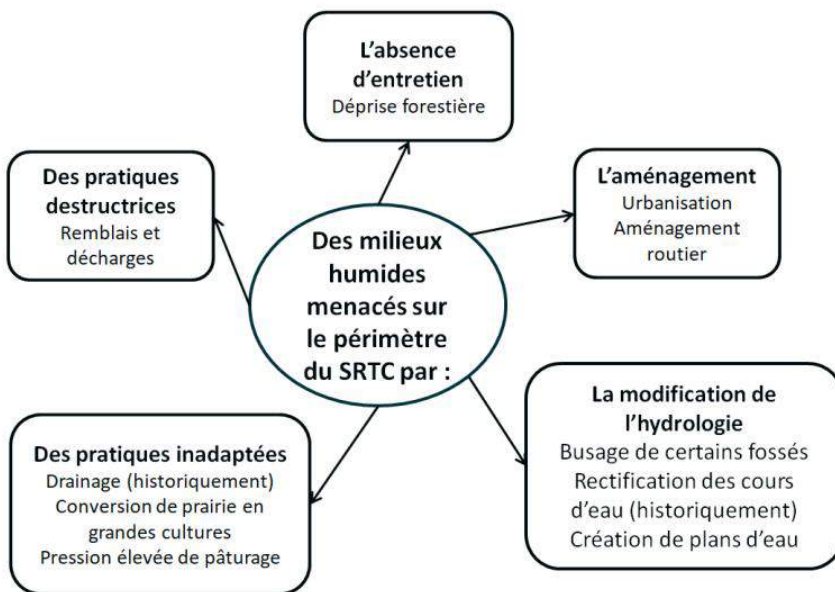 L'absence
d'entretien
Déprise forestière
Des pratiques
destructrices
Remblais et
décharges
L'aménagement
Urbanisation
Aménagement
routier
Des milieux
humides
menacés sur
le périmètre
du SRTC par :
Des pratiques inadaptées
Drainage (historiquement)
Conversion de prairie en
grandes cultures
Pression élevée de pâturage
La modification de
l'hydrologie
Busage de certains fossés
Rectification des cours
d'eau (historiquement)
Création de plans d'eau